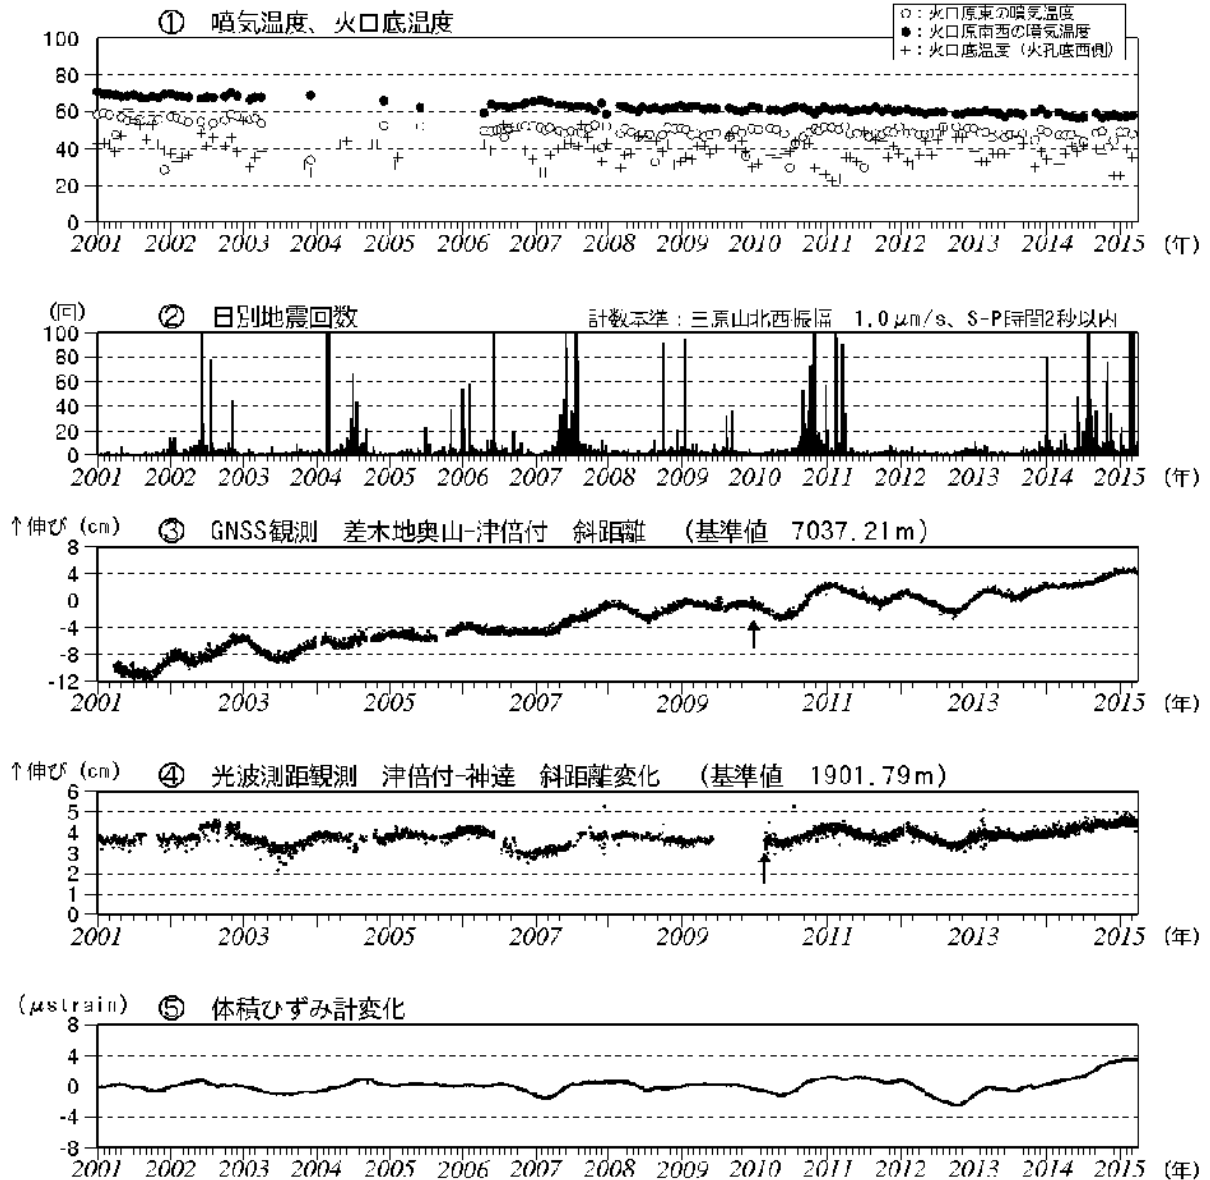 ① 噴気温度、火口底温度
○：火口原東の噴気温度
●：火口原南西の噴気温度
＋：火口底温度（火孔底西側）
100
80
60
40
20
0
2001 2002 2003 2004 2005 2006 2007 2008 2009 2010 2011 2012 2013 2014 2015 (年)
(回)
② 日別地震回数
計数基準：三原山北西振幅 1.0μm/s、S-P時間2秒以内
100
80
60
40
20
0
2001 2002 2003 2004 2005 2006 2007 2008 2009 2010 2011 2012 2013 2014 2015 (年)
↑伸び (cm)
③ GNSS観測 差木地奥山-津倍付 斜距離 (基準値 7037.21m)
8
4
0
-4
-8
-12
2001 2003 2005 2007 2009 2011 2013 2015 (年)
↑伸び (cm)
④ 光波測距観測 津倍付-神達 斜距離変化 (基準値 1901.79m)
6
5
4
3
2
1
0
2001 2003 2005 2007 2009 2011 2013 2015 (年)
(μstrain)
⑤ 体積ひずみ計変化
8
4
0
-4
-8
2001 2002 2003 2004 2005 2006 2007 2008 2009 2010 2011 2012 2013 2014 2015 (年)